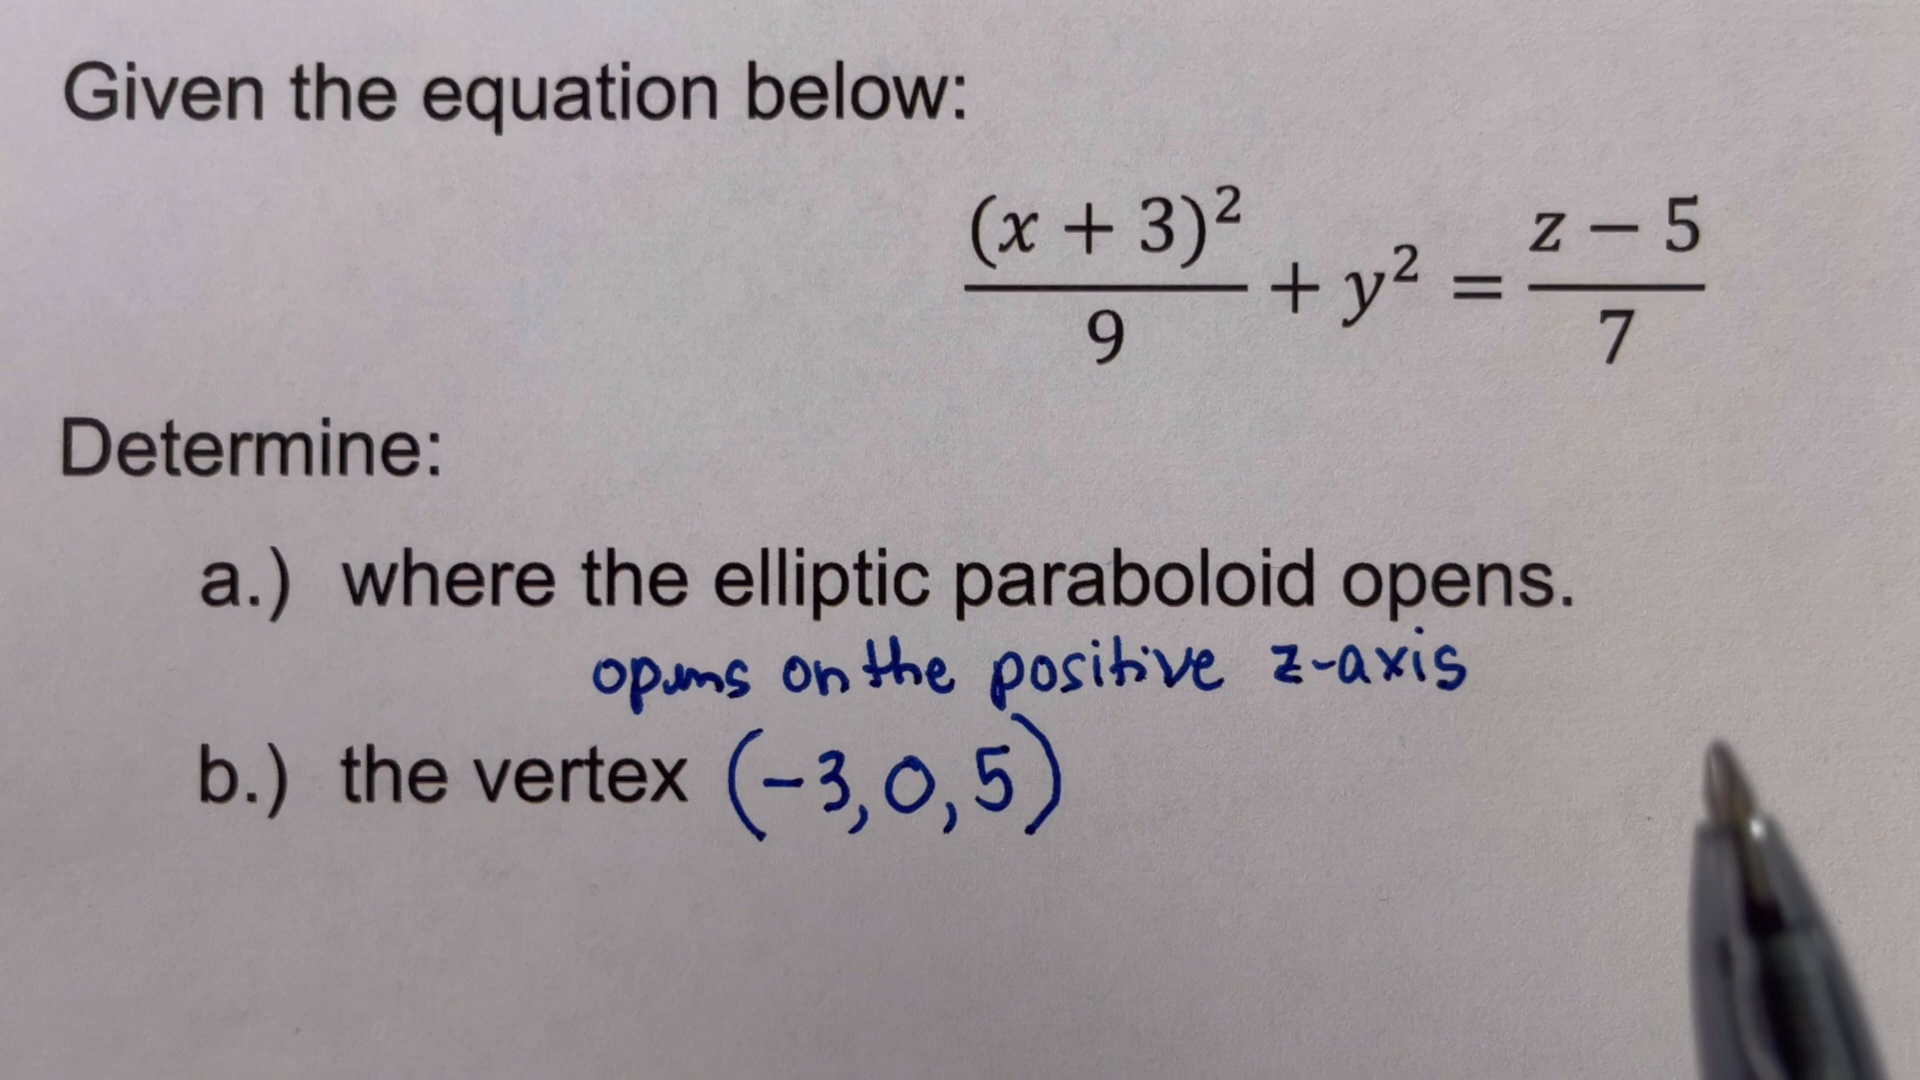 Given the equation below:
(x + 3)²/9 + y² = (z − 5)/7
Determine:
a.) where the elliptic paraboloid opens.
opens on the positive z-axis
b.) the vertex (-3,0,5)